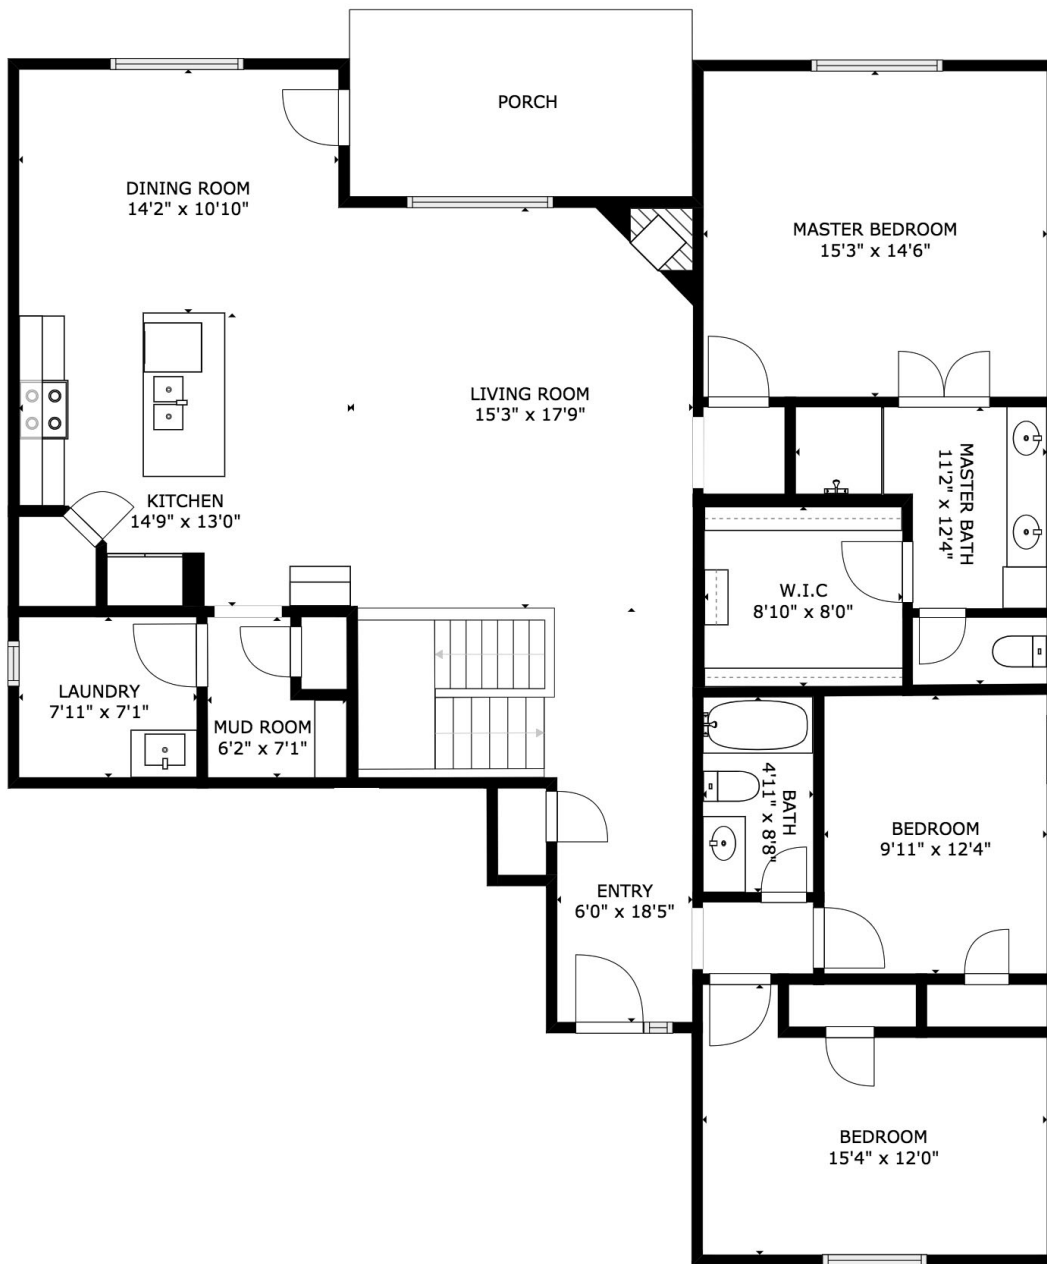 PORCH
DINING ROOM
14'2" x 10'10"
MASTER BEDROOM
15'3" x 14'6"
LIVING ROOM
15'3" x 17'9"
KITCHEN
14'9" x 13'0"
MASTER BATH
11'2" x 12'4"
W.I.C
8'10" x 8'0"
LAUNDRY
7'11" x 7'1"
MUD ROOM
6'2" x 7'1"
BATH
4'11" x 8'8"
BEDROOM
9'11" x 12'4"
ENTRY
6'0" x 18'5"
BEDROOM
15'4" x 12'0"